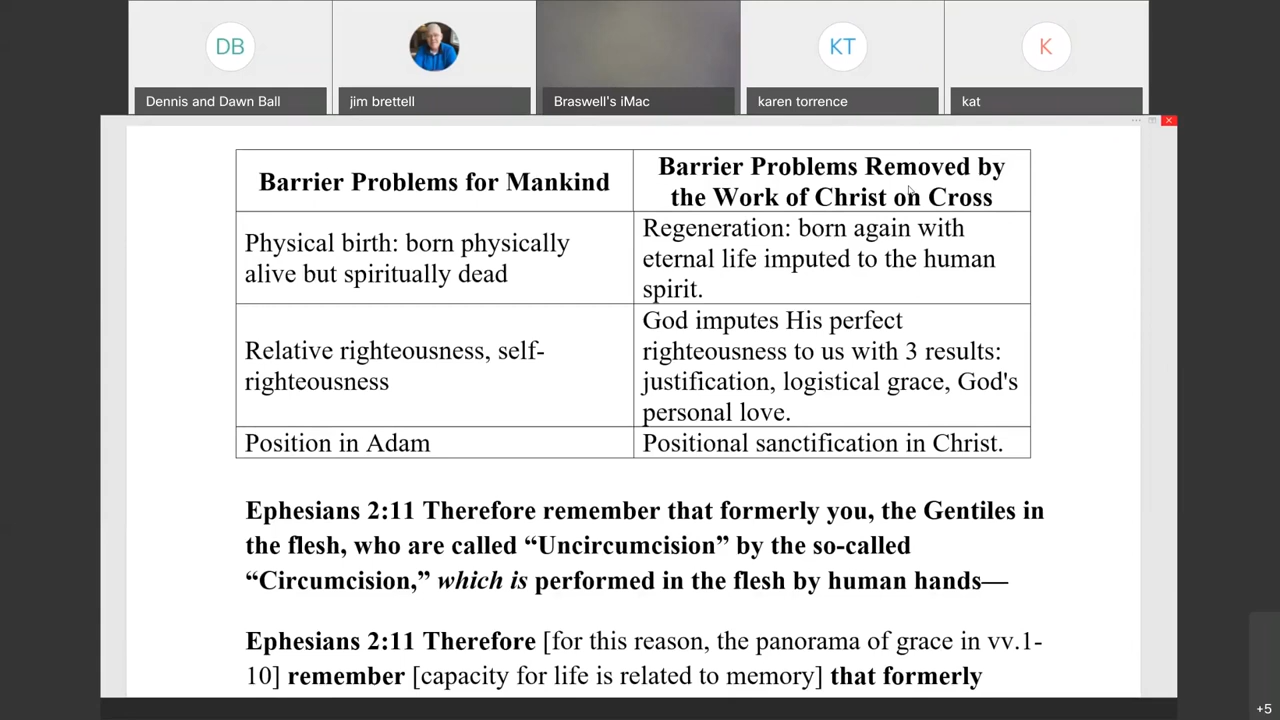 DB
KT
K
Dennis and Dawn Ball
jim brettell
Braswell's iMac
karen torrence
kat
Barrier Problems for Mankind
Barrier Problems Removed by
the Work of Christ on Cross
Physical birth: born physically
alive but spiritually dead
Regeneration: born again with
eternal life imputed to the human
spirit.
Relative righteousness, self-
righteousness
God imputes His perfect
righteousness to us with 3 results:
justification, logistical grace, God's
personal love.
Position in Adam
Positional sanctification in Christ.
Ephesians 2:11 Therefore remember that formerly you, the Gentiles in
the flesh, who are called “Uncircumcision” by the so-called
“Circumcision,” which is performed in the flesh by human hands—
Ephesians 2:11 Therefore [for this reason, the panorama of grace in vv.1-
10] remember [capacity for life is related to memory] that formerly
+5